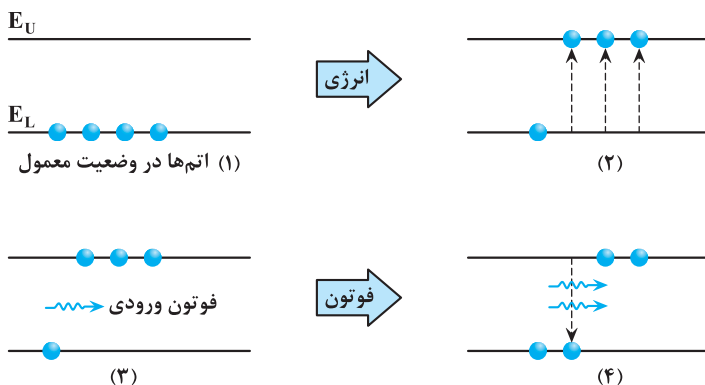 E_U
انرژی
E_L
(۱) اتم‌ها در وضعیت معمول
(۲)
فوتون ورودی
فوتون
(۳)
(۴)